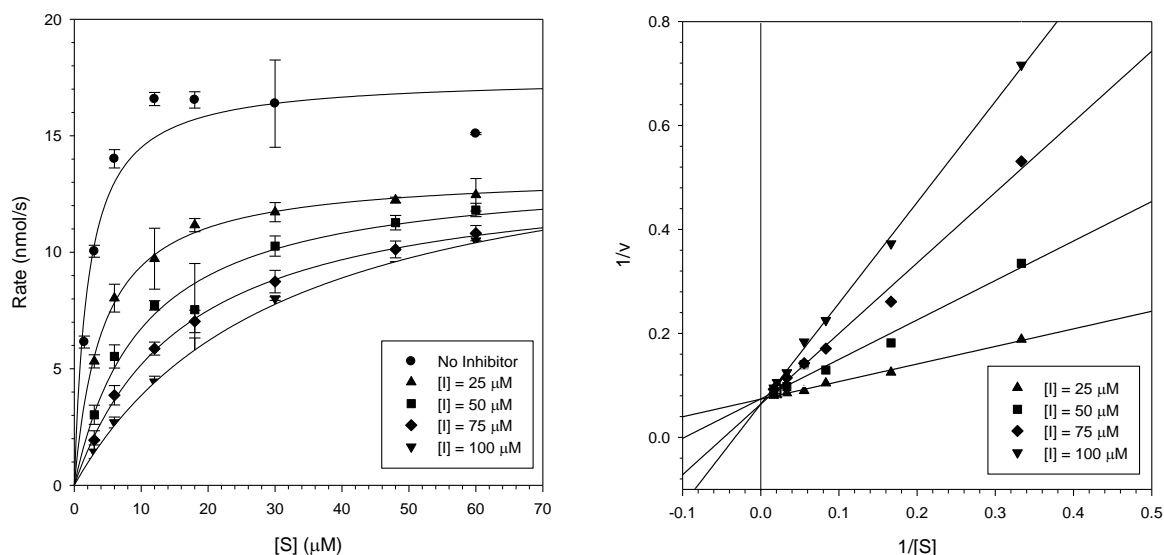 20
15
10
5
0
Rate (nmol/s)
0 10 20 30 40 50 60 70
[S] (μM)
No Inhibitor
[I] = 25 μM
[I] = 50 μM
[I] = 75 μM
[I] = 100 μM
0.8
0.6
0.4
0.2
0.0
1/v
-0.1 0.0 0.1 0.2 0.3 0.4 0.5
1/[S]
[I] = 25 μM
[I] = 50 μM
[I] = 75 μM
[I] = 100 μM